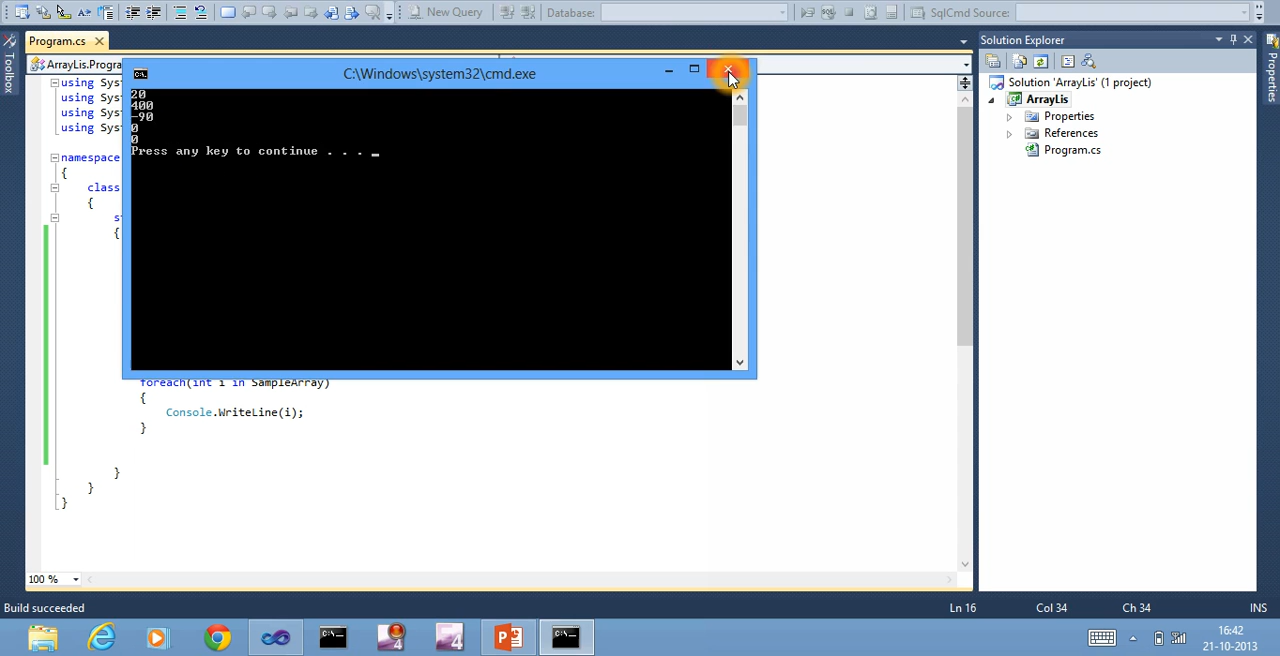 New Query
Database:
SqlCmd Source:
Toolbox
Program.cs
Solution Explorer
Properties
ArrayLis.Progra
C:\Windows\system32\cmd.exe
using Sys
using Sys
using Sys
using Sys
20
400
-90
0
0
Press any key to continue . . . _
Solution 'ArrayLis' (1 project)
ArrayLis
Properties
References
Program.cs
namespace
{
class
{
{
foreach(int i in SampleArray)
{
Console.WriteLine(i);
}
}
}
}
100 %
Build succeeded
Ln 16
Col 34
Ch 34
INS
16:42
21-10-2013